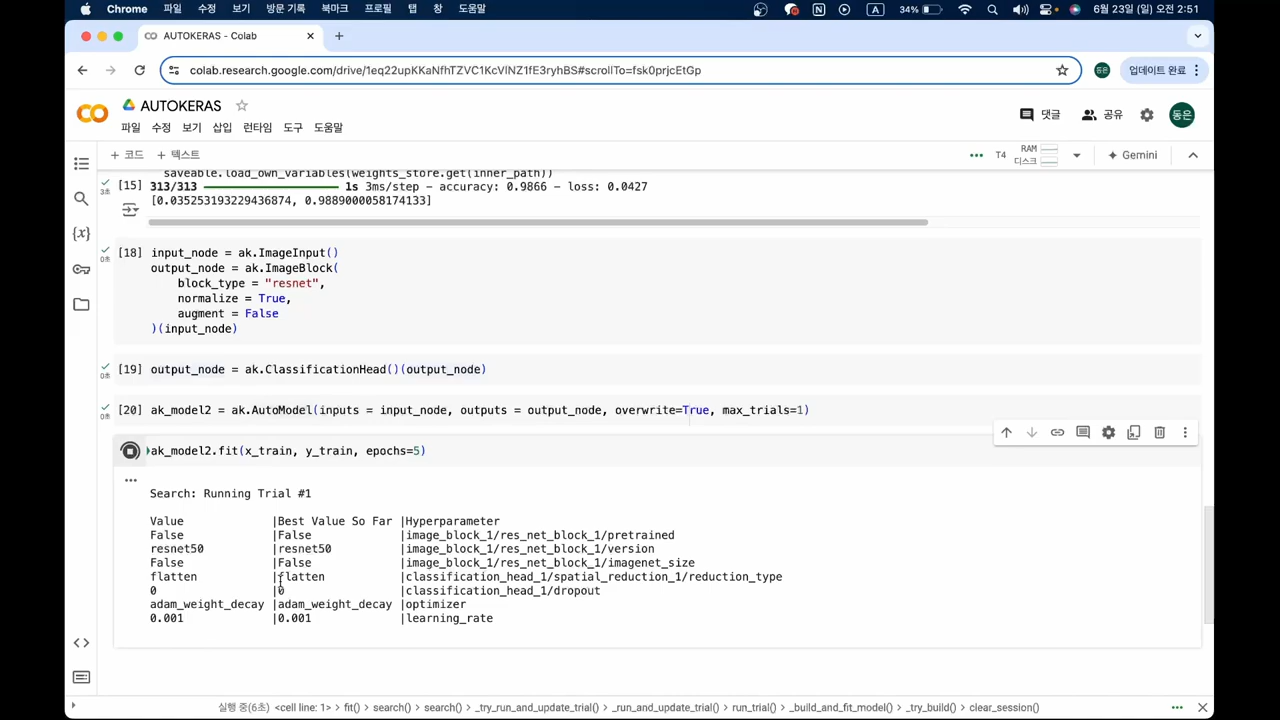 Chrome 파일 수정 보기 방문 기록 북마크 프로필 탭 창 도움말 A 34% 6월 23일 (일) 오전 2:51
AUTOKERAS - Colab
colab.research.google.com/drive/1eq22upKKaNfhTZVC1KcVlNZ1fE3ryhBS#scrollTo=fsk0prjcEtGp 동은 업데이트 완료
AUTOKERAS
댓글 공유 동은
파일 수정 보기 삽입 런타임 도구 도움말
+ 코드 + 텍스트 T4 RAM 디스크 Gemini
saveable.load_own_variables(weights_store.get(inner_path))
3초 [15] 313/313 1s 3ms/step - accuracy: 0.9866 - loss: 0.0427
[0.035253193229436874, 0.9889000058174133]
0초 [18] input_node = ak.ImageInput()
output_node = ak.ImageBlock(
block_type = "resnet",
normalize = True,
augment = False
)(input_node)
0초 [19] output_node = ak.ClassificationHead()(output_node)
0초 [20] ak_model2 = ak.AutoModel(inputs = input_node, outputs = output_node, overwrite=True, max_trials=1)
ak_model2.fit(x_train, y_train, epochs=5)
Search: Running Trial #1
Value |Best Value So Far |Hyperparameter
False |False |image_block_1/res_net_block_1/pretrained
resnet50 |resnet50 |image_block_1/res_net_block_1/version
False |False |image_block_1/res_net_block_1/imagenet_size
flatten |flatten |classification_head_1/spatial_reduction_1/reduction_type
0 |0 |classification_head_1/dropout
adam_weight_decay |adam_weight_decay |optimizer
0.001 |0.001 |learning_rate
실행 중(6초) <cell line: 1> > fit() > search() > search() > _try_run_and_update_trial() > _run_and_update_trial() > run_trial() > _build_and_fit_model() > _try_build() > clear_session()